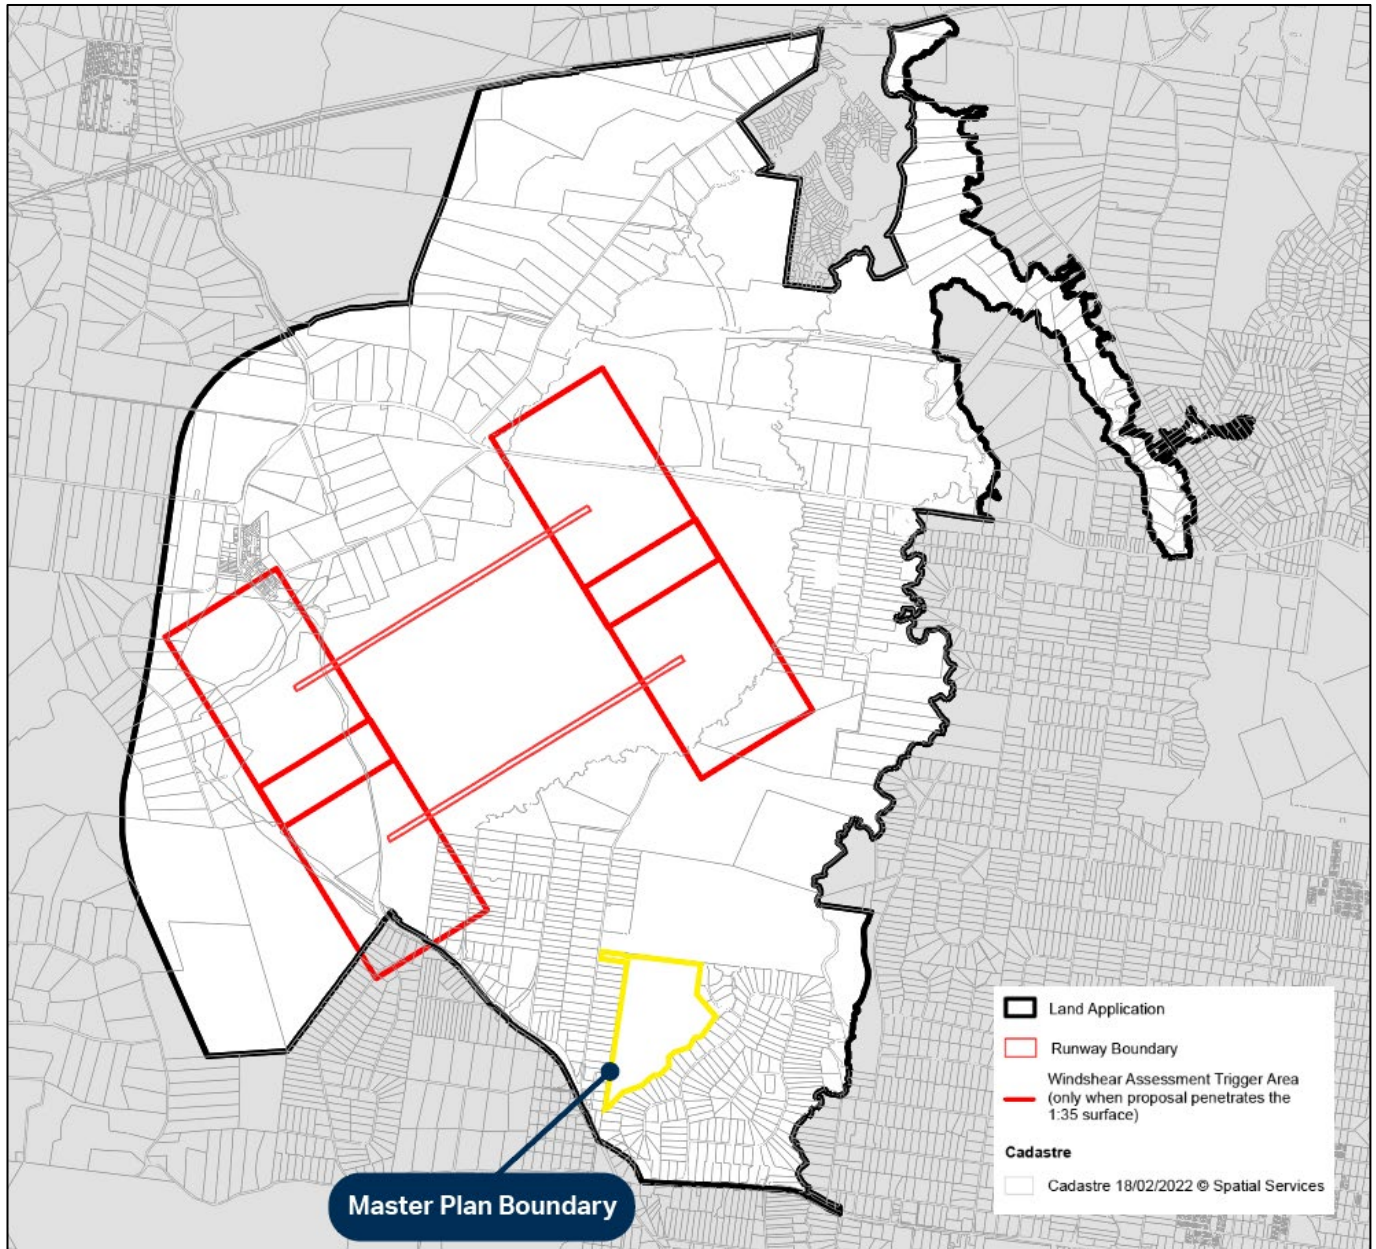 Land Application
Runway Boundary
Windshear Assessment Trigger Area
(only when proposal penetrates the
1:35 surface)
Cadastre
Cadastre 18/02/2022 © Spatial Services
Master Plan Boundary